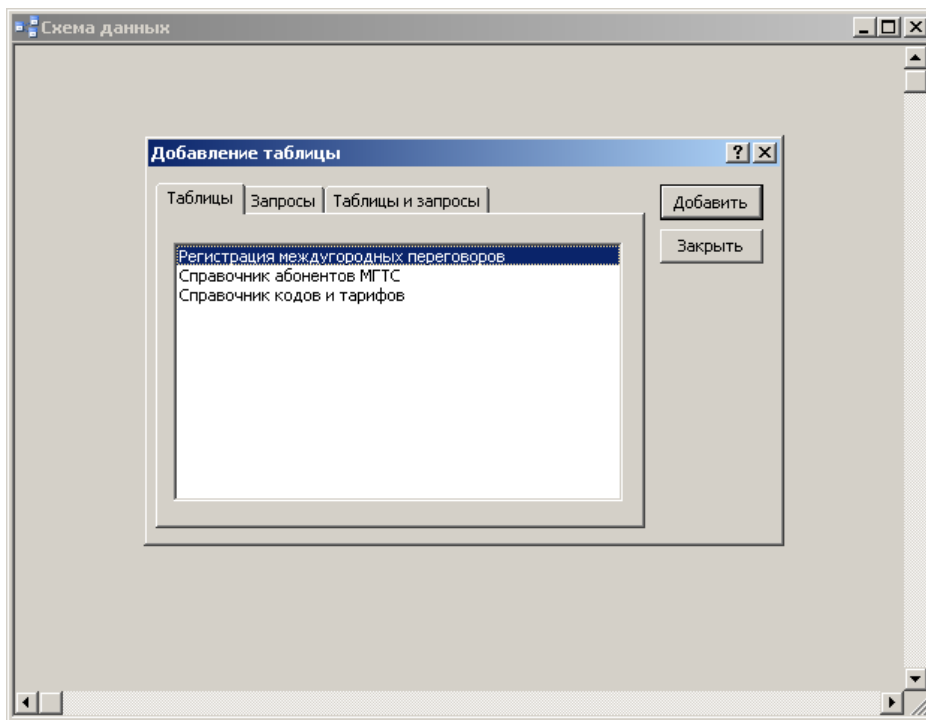 Схема данных
Добавление таблицы
Таблицы Запросы Таблицы и запросы
Добавить
Закрыть
Регистрация междугородных переговоров
Справочник абонентов МГТС
Справочник кодов и тарифов